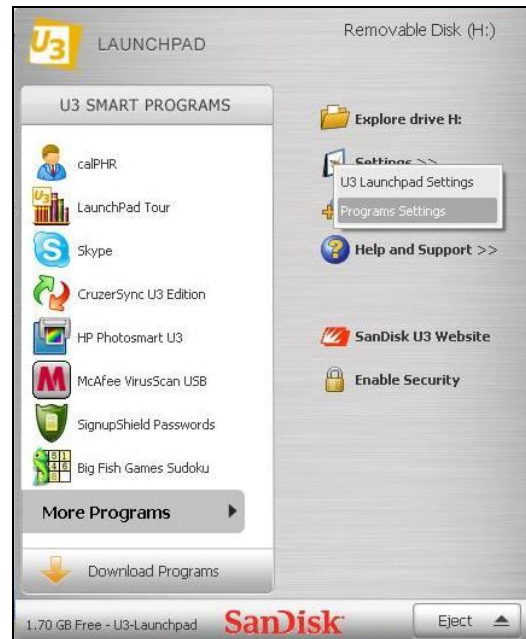 U3
LAUNCHPAD
Removable Disk (H:)
U3 SMART PROGRAMS
calPHR
LaunchPad Tour
Skype
CruzerSync U3 Edition
HP Photosmart U3
McAfee VirusScan USB
SignupShield Passwords
Big Fish Games Sudoku
More Programs
Download Programs
1.70 GB Free - U3-Launchpad
Explore drive H:
Settings >>
U3 Launchpad Settings
Programs Settings
Help and Support >>
SanDisk U3 Website
Enable Security
SanDisk
Eject